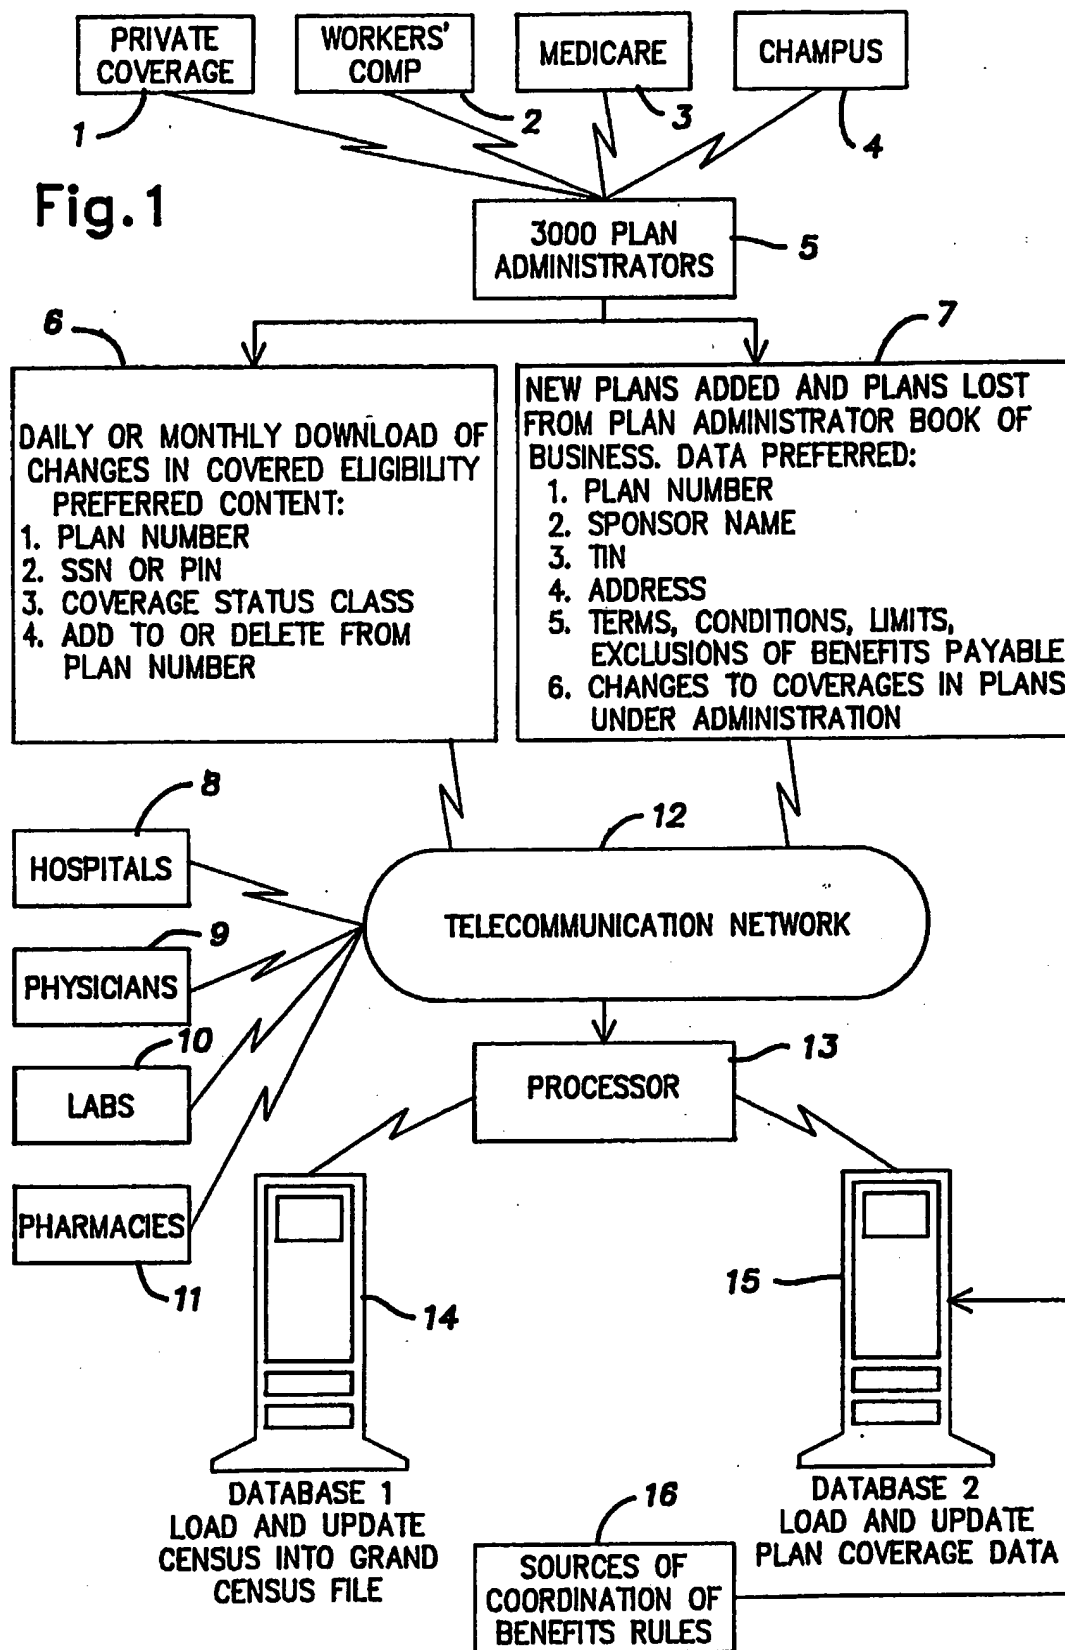 PRIVATE
COVERAGE
WORKERS'
COMP
MEDICARE
CHAMPUS
1
2
3
4
Fig.1
3000 PLAN
ADMINISTRATORS
5
6
7
DAILY OR MONTHLY DOWNLOAD OF
CHANGES IN COVERED ELIGIBILITY
PREFERRED CONTENT:
1. PLAN NUMBER
2. SSN OR PIN
3. COVERAGE STATUS CLASS
4. ADD TO OR DELETE FROM
PLAN NUMBER
NEW PLANS ADDED AND PLANS LOST
FROM PLAN ADMINISTRATOR BOOK OF
BUSINESS. DATA PREFERRED:
1. PLAN NUMBER
2. SPONSOR NAME
3. TIN
4. ADDRESS
5. TERMS, CONDITIONS, LIMITS,
EXCLUSIONS OF BENEFITS PAYABLE
6. CHANGES TO COVERAGES IN PLANS
UNDER ADMINISTRATION
8
HOSPITALS
9
PHYSICIANS
10
LABS
PHARMACIES
11
12
TELECOMMUNICATION NETWORK
13
PROCESSOR
14
15
DATABASE 1
LOAD AND UPDATE
CENSUS INTO GRAND
CENSUS FILE
DATABASE 2
LOAD AND UPDATE
PLAN COVERAGE DATA
16
SOURCES OF
COORDINATION OF
BENEFITS RULES